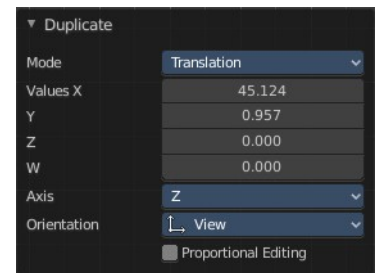 Duplicate
Mode Translation
Values X 45.124
Y 0.957
Z 0.000
W 0.000
Axis Z
Orientation View
Proportional Editing